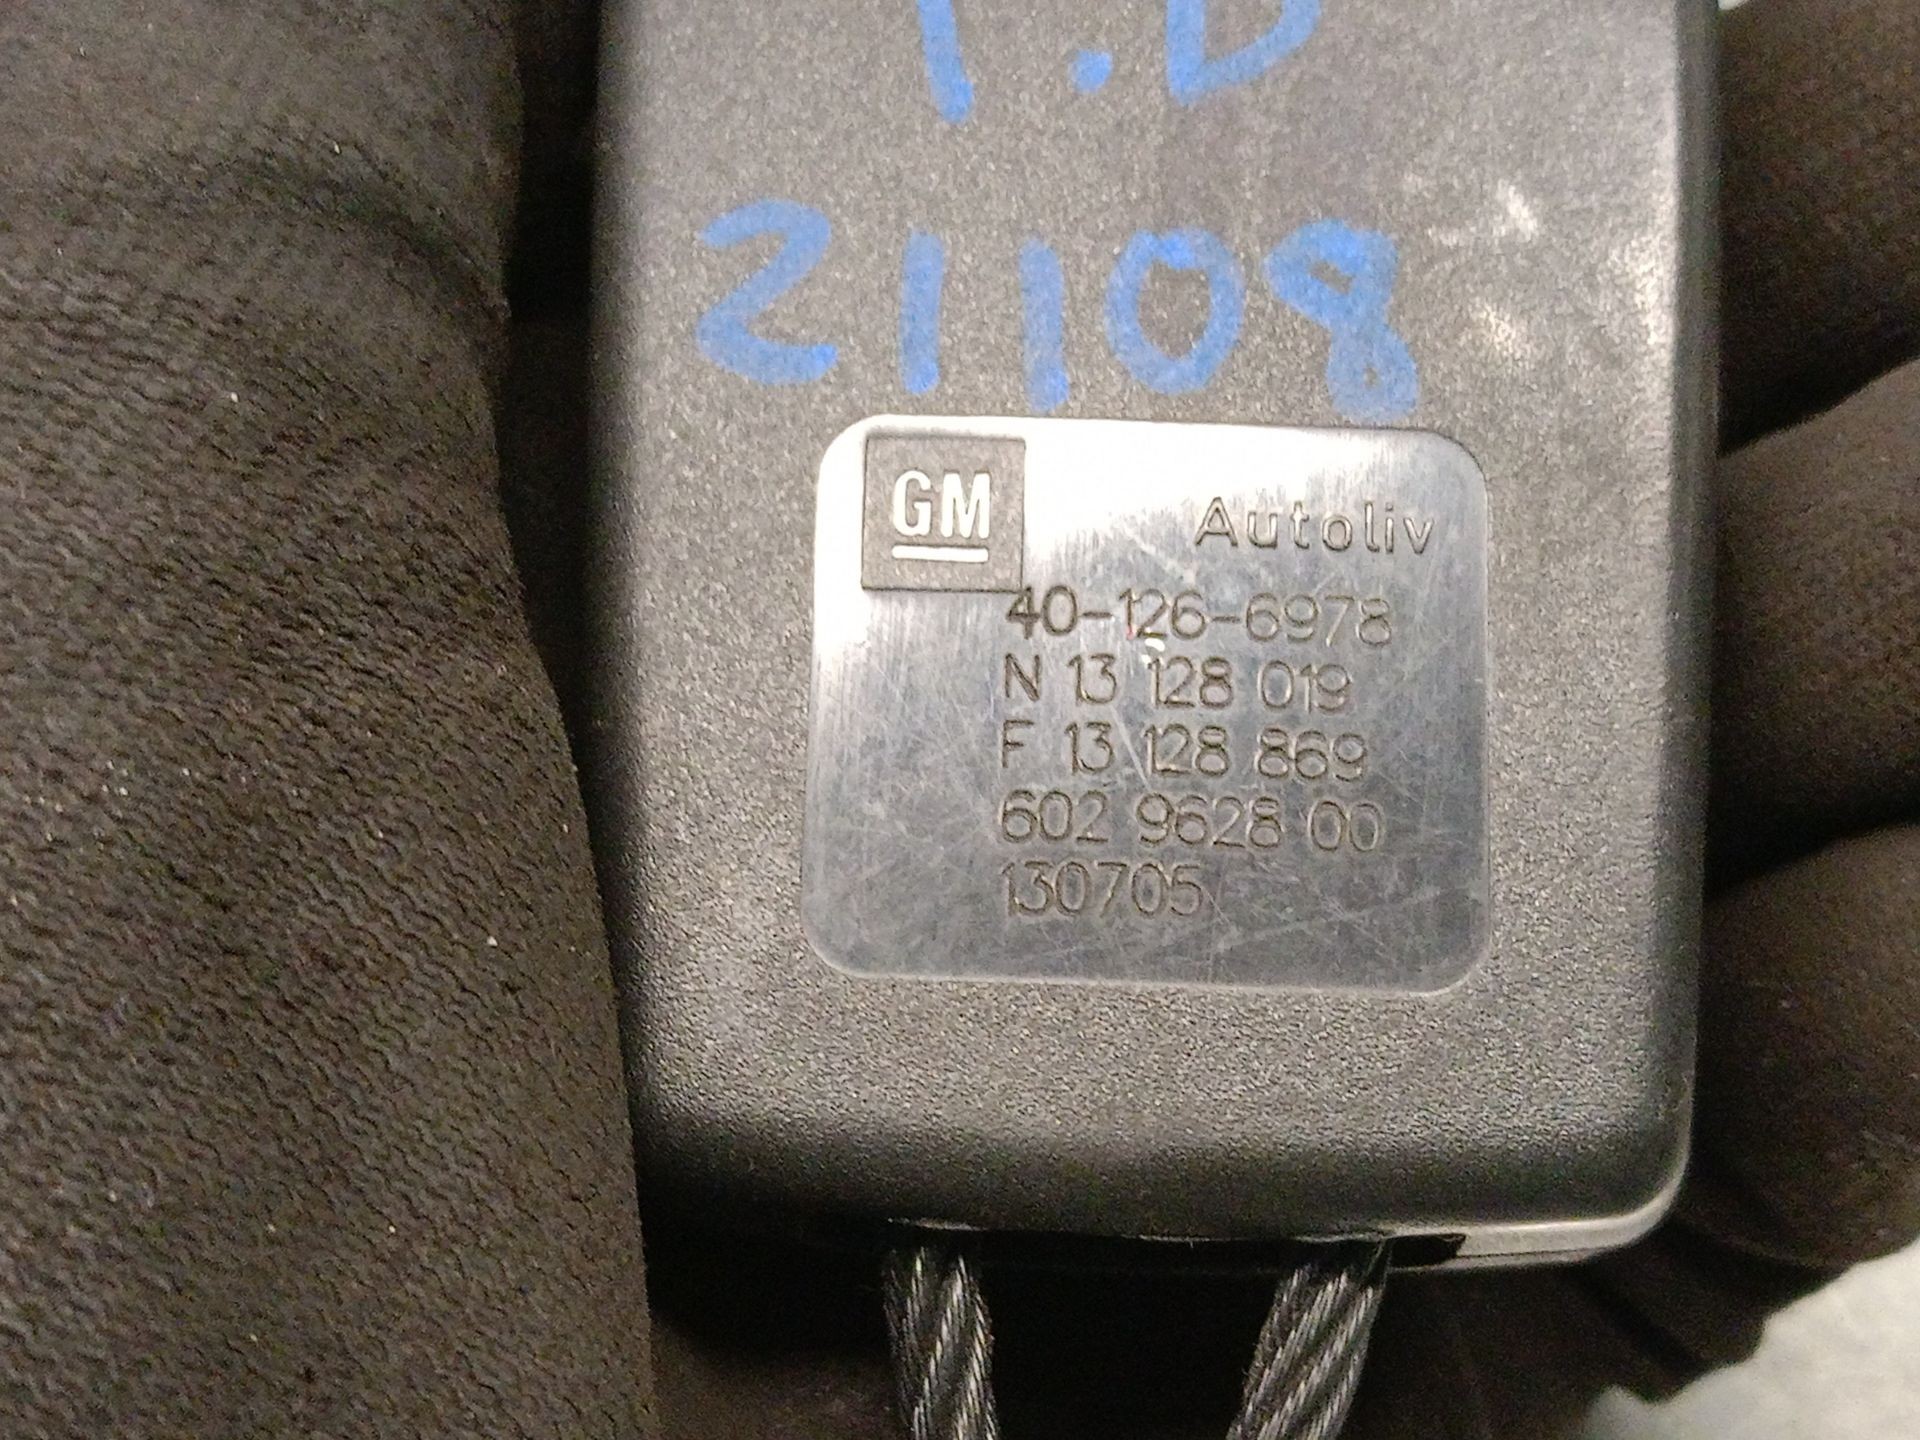 21108
GM
Autoliv
40-126-6978
N 13 128 019
F 13 128 869
602 9628 00
130705